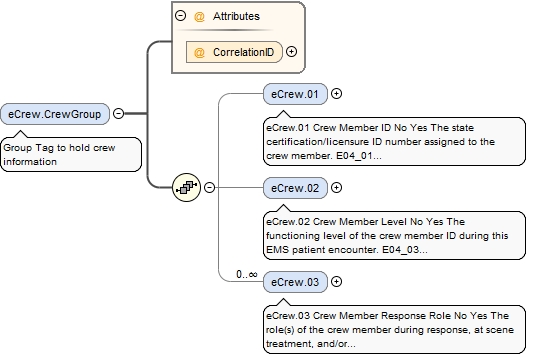 Attributes
CorrelationID
eCrew.CrewGroup
Group Tag to hold crew
information
eCrew.01
eCrew.01 Crew Member ID No Yes The state
certification/licensure ID number assigned to the
crew member. E04_01...
eCrew.02
eCrew.02 Crew Member Level No Yes The
functioning level of the crew member ID during this
EMS patient encounter. E04_03...
0..∞
eCrew.03
eCrew.03 Crew Member Response Role No Yes The
role(s) of the crew member during response, at scene
treatment, and/or...